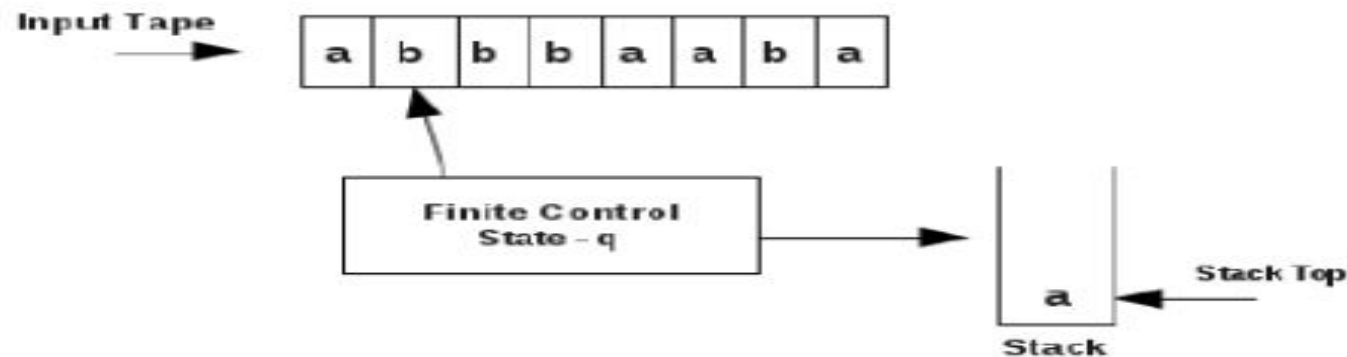 Input Tape
a b b b a a b a
Finite Control
State - q
Stack Top
a
Stack